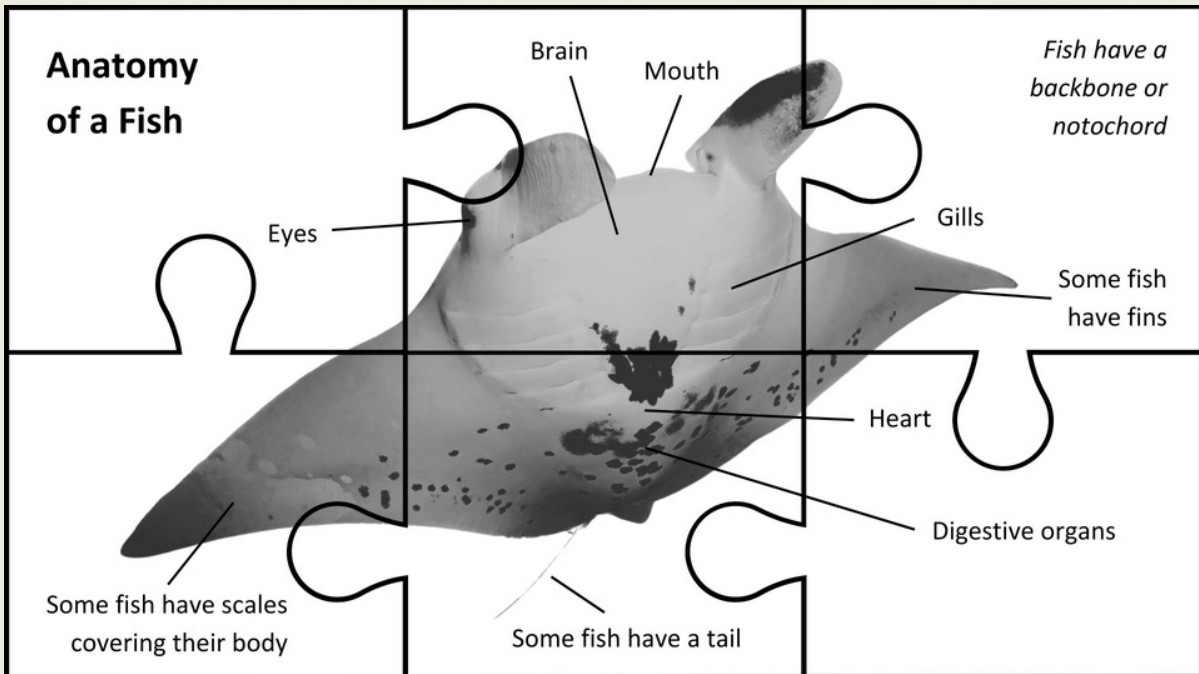 Anatomy
of a Fish
Brain
Mouth
Fish have a
backbone or
notochord
Eyes
Gills
Some fish
have fins
Heart
Digestive organs
Some fish have scales
covering their body
Some fish have a tail